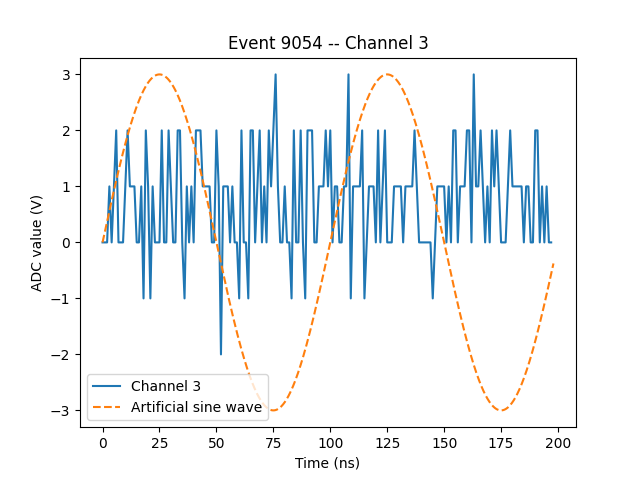 Event 9054 -- Channel 3
ADC value (V)
3
2
1
0
−1
−2
−3
Channel 3
Artificial sine wave
0 25 50 75 100 125 150 175 200
Time (ns)